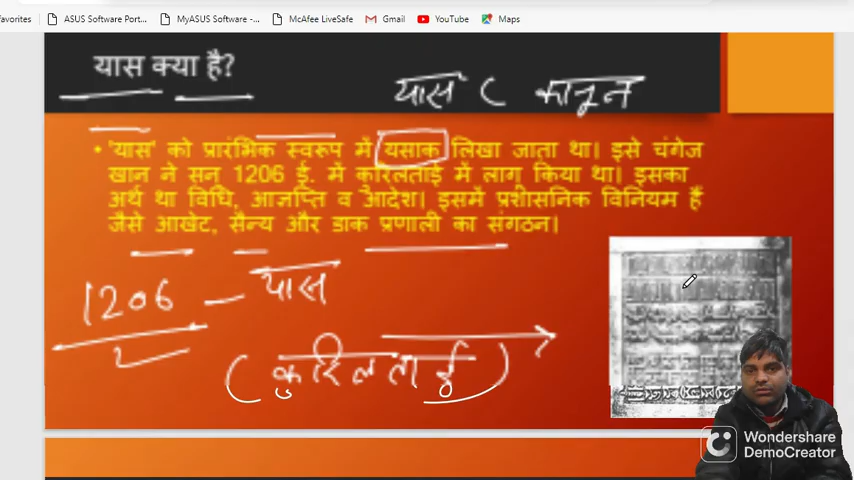 avorites ASUS Software Port... MyASUS Software -... McAfee LiveSafe Gmail YouTube Maps
यास क्या है?
यास ( कानून
• 'यास' को प्रारंभिक स्वरूप में यसाक लिखा जाता था। इसे चंगेज
खान ने सन् 1206 ई. में कुरिलताई में लागू किया था। इसका
अर्थ था विधि, आज्ञप्ति व आदेश। इसमें प्रशीसनिक विनियम हैं
जैसे आखेट, सैन्य और डाक प्रणाली का संगठन।
1206 – यास
( कुरिलताई )
Wondershare
DemoCreator